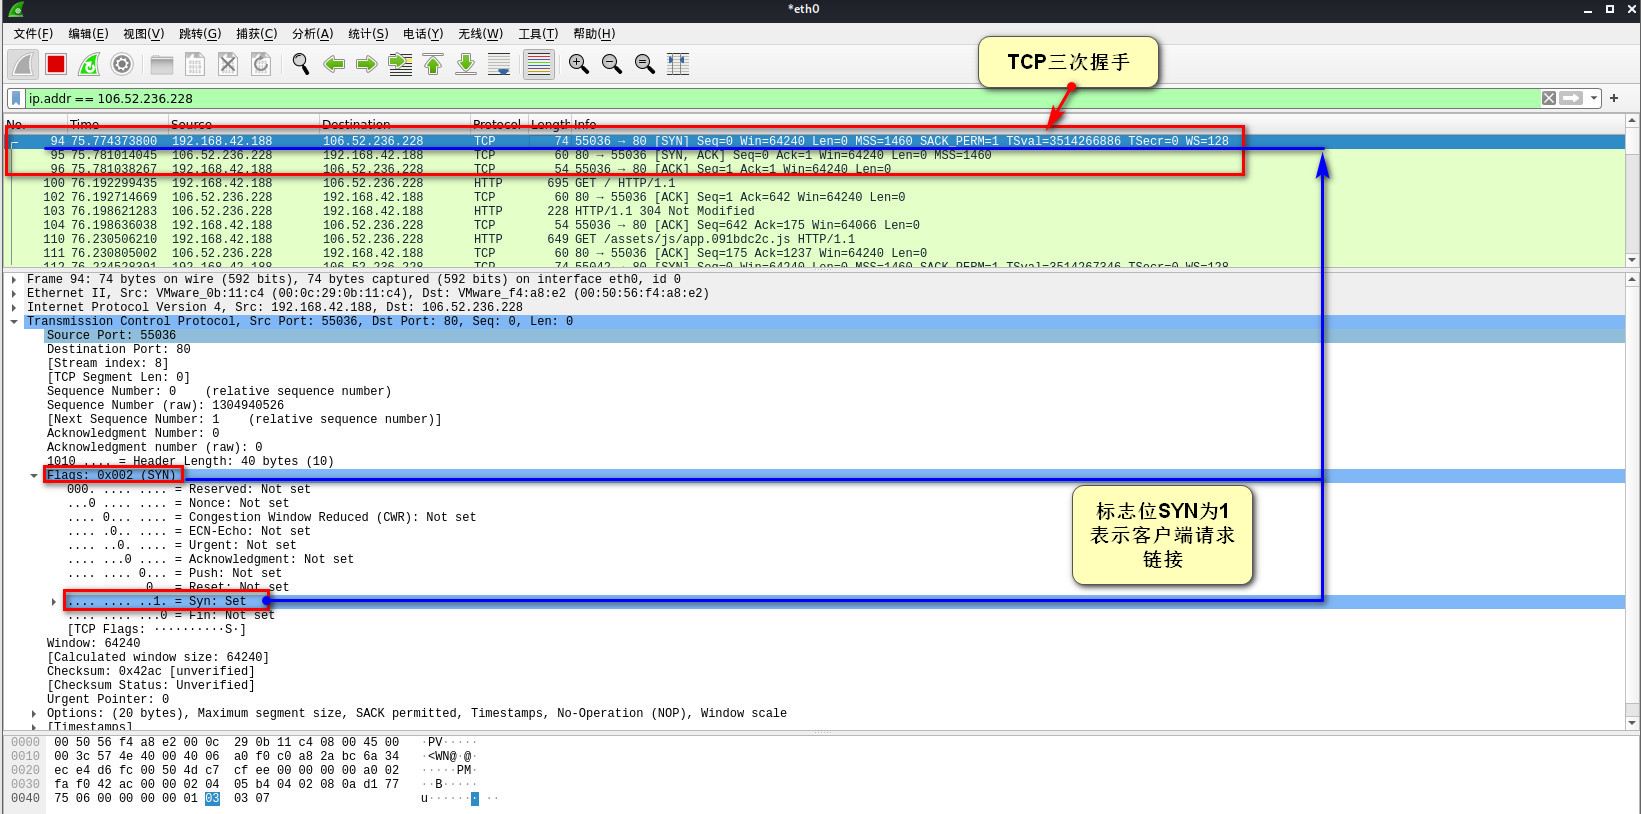 *eth0
文件(F) 编辑(E) 视图(V) 跳转(G) 捕获(C) 分析(A) 统计(S) 电话(Y) 无线(W) 工具(T) 帮助(H)
TCP三次握手
ip.addr == 106.52.236.228
No. Time Source Destination Protocol Length Info
94 75.774373800 192.168.42.188 106.52.236.228 TCP 74 55036 → 80 [SYN] Seq=0 Win=64240 Len=0 MSS=1460 SACK_PERM=1 TSval=3514266886 TSecr=0 WS=128
95 75.781014045 106.52.236.228 192.168.42.188 TCP 60 80 → 55036 [SYN, ACK] Seq=0 Ack=1 Win=64240 Len=0 MSS=1460
96 75.781038267 192.168.42.188 106.52.236.228 TCP 54 55036 → 80 [ACK] Seq=1 Ack=1 Win=64240 Len=0
100 76.192299435 192.168.42.188 106.52.236.228 HTTP 695 GET / HTTP/1.1
102 76.192714669 106.52.236.228 192.168.42.188 TCP 60 80 → 55036 [ACK] Seq=1 Ack=642 Win=64240 Len=0
103 76.198621283 106.52.236.228 192.168.42.188 HTTP 228 HTTP/1.1 304 Not Modified
104 76.198636038 192.168.42.188 106.52.236.228 TCP 54 55036 → 80 [ACK] Seq=642 Ack=175 Win=64066 Len=0
110 76.230506210 192.168.42.188 106.52.236.228 HTTP 649 GET /assets/js/app.091bdc2c.js HTTP/1.1
111 76.230805002 106.52.236.228 192.168.42.188 TCP 60 80 → 55036 [ACK] Seq=175 Ack=1237 Win=64240 Len=0
112 76.234528391 192.168.42.188 106.52.236.228 TCP 74 55042 → 80 [SYN] Seq=0 Win=64240 Len=0 MSS=1460 SACK_PERM=1 TSval=3514267346 TSecr=0 WS=128
Frame 94: 74 bytes on wire (592 bits), 74 bytes captured (592 bits) on interface eth0, id 0
Ethernet II, Src: VMware_0b:11:c4 (00:0c:29:0b:11:c4), Dst: VMware_f4:a8:e2 (00:50:56:f4:a8:e2)
Internet Protocol Version 4, Src: 192.168.42.188, Dst: 106.52.236.228
Transmission Control Protocol, Src Port: 55036, Dst Port: 80, Seq: 0, Len: 0
Source Port: 55036
Destination Port: 80
[Stream index: 8]
[TCP Segment Len: 0]
Sequence Number: 0 (relative sequence number)
Sequence Number (raw): 1304940526
[Next Sequence Number: 1 (relative sequence number)]
Acknowledgment Number: 0
Acknowledgment number (raw): 0
1010 .... = Header Length: 40 bytes (10)
Flags: 0x002 (SYN)
000. .... .... = Reserved: Not set
...0 .... .... = Nonce: Not set
.... 0... .... = Congestion Window Reduced (CWR): Not set
.... .0.. .... = ECN-Echo: Not set
.... ..0. .... = Urgent: Not set
.... ...0 .... = Acknowledgment: Not set
.... .... 0... = Push: Not set
.... .... .0.. = Reset: Not set
.... .... ..1. = Syn: Set
.... .... ...0 = Fin: Not set
[TCP Flags: ··········S·]
标志位SYN为1
表示客户端请求
链接
Window: 64240
[Calculated window size: 64240]
Checksum: 0x42ac [unverified]
[Checksum Status: Unverified]
Urgent Pointer: 0
Options: (20 bytes), Maximum segment size, SACK permitted, Timestamps, No-Operation (NOP), Window scale
[Timestamps]
0000 00 50 56 f4 a8 e2 00 0c 29 0b 11 c4 08 00 45 00 ·PV·····
0010 00 3c 57 4e 40 00 40 06 a0 f0 c0 a8 2a bc 6a 34 ·<WN@·@·
0020 ec e4 d6 fc 00 50 4d c7 cf ee 00 00 00 00 a0 02 ·····PM·
0030 fa f0 42 ac 00 00 02 04 05 b4 04 02 08 0a d1 77 ··B·····
0040 75 06 00 00 00 00 01 03 03 07 u······· ··